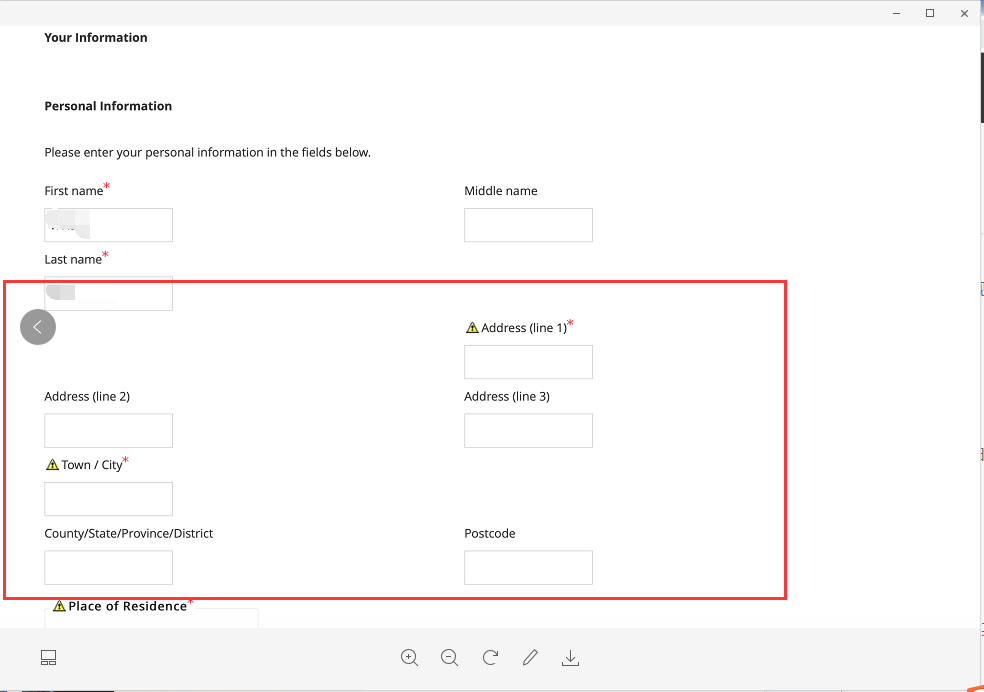 Your Information
Personal Information
Please enter your personal information in the fields below.
First name*
Middle name
Last name*
Address (line 1)*
Address (line 2)
Address (line 3)
Town / City*
County/State/Province/District
Postcode
Place of Residence*